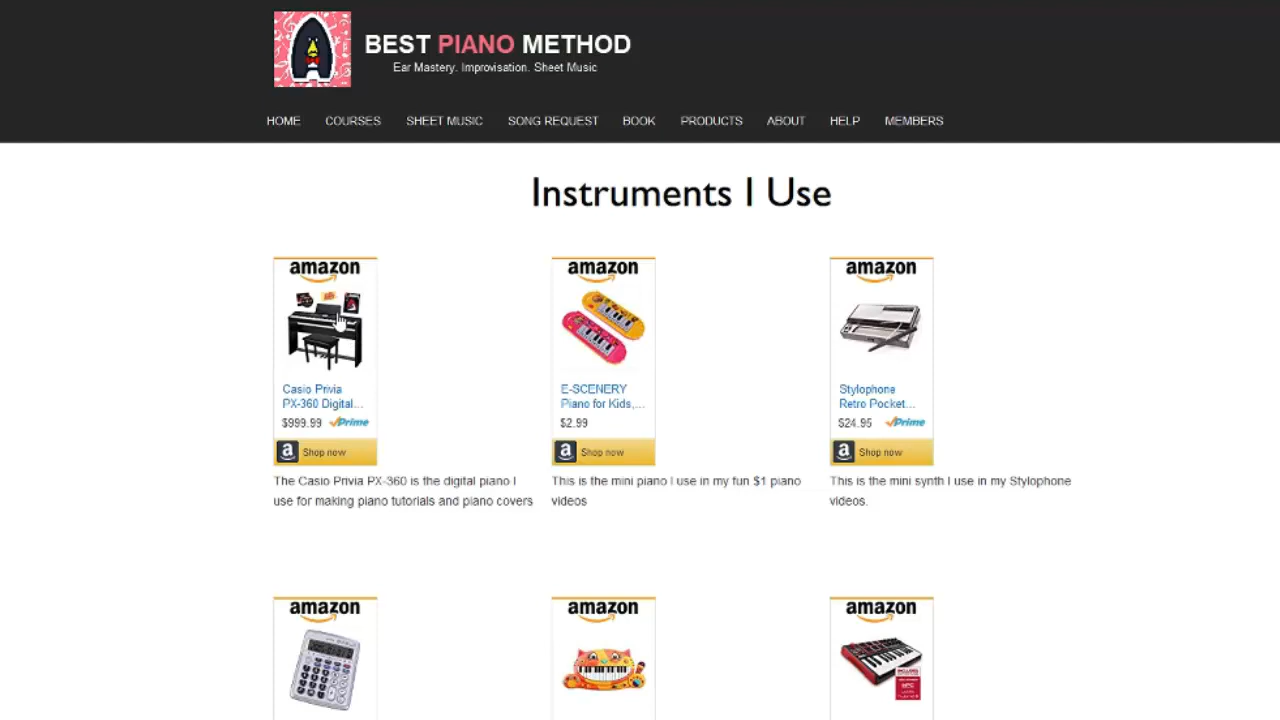 BEST PIANO METHOD
Ear Mastery. Improvisation. Sheet Music
HOME COURSES SHEET MUSIC SONG REQUEST BOOK PRODUCTS ABOUT HELP MEMBERS
Instruments I Use
amazon
Casio Privia
PX-360 Digital...
$999.99 Prime
a Shop now
The Casio Privia PX-360 is the digital piano I
use for making piano tutorials and piano covers
amazon
E-SCENERY
Piano for Kids,...
$2.99
a Shop now
This is the mini piano I use in my fun $1 piano
videos
amazon
Stylophone
Retro Pocket...
$24.95 Prime
a Shop now
This is the mini synth I use in my Stylophone
videos.
amazon
amazon
amazon